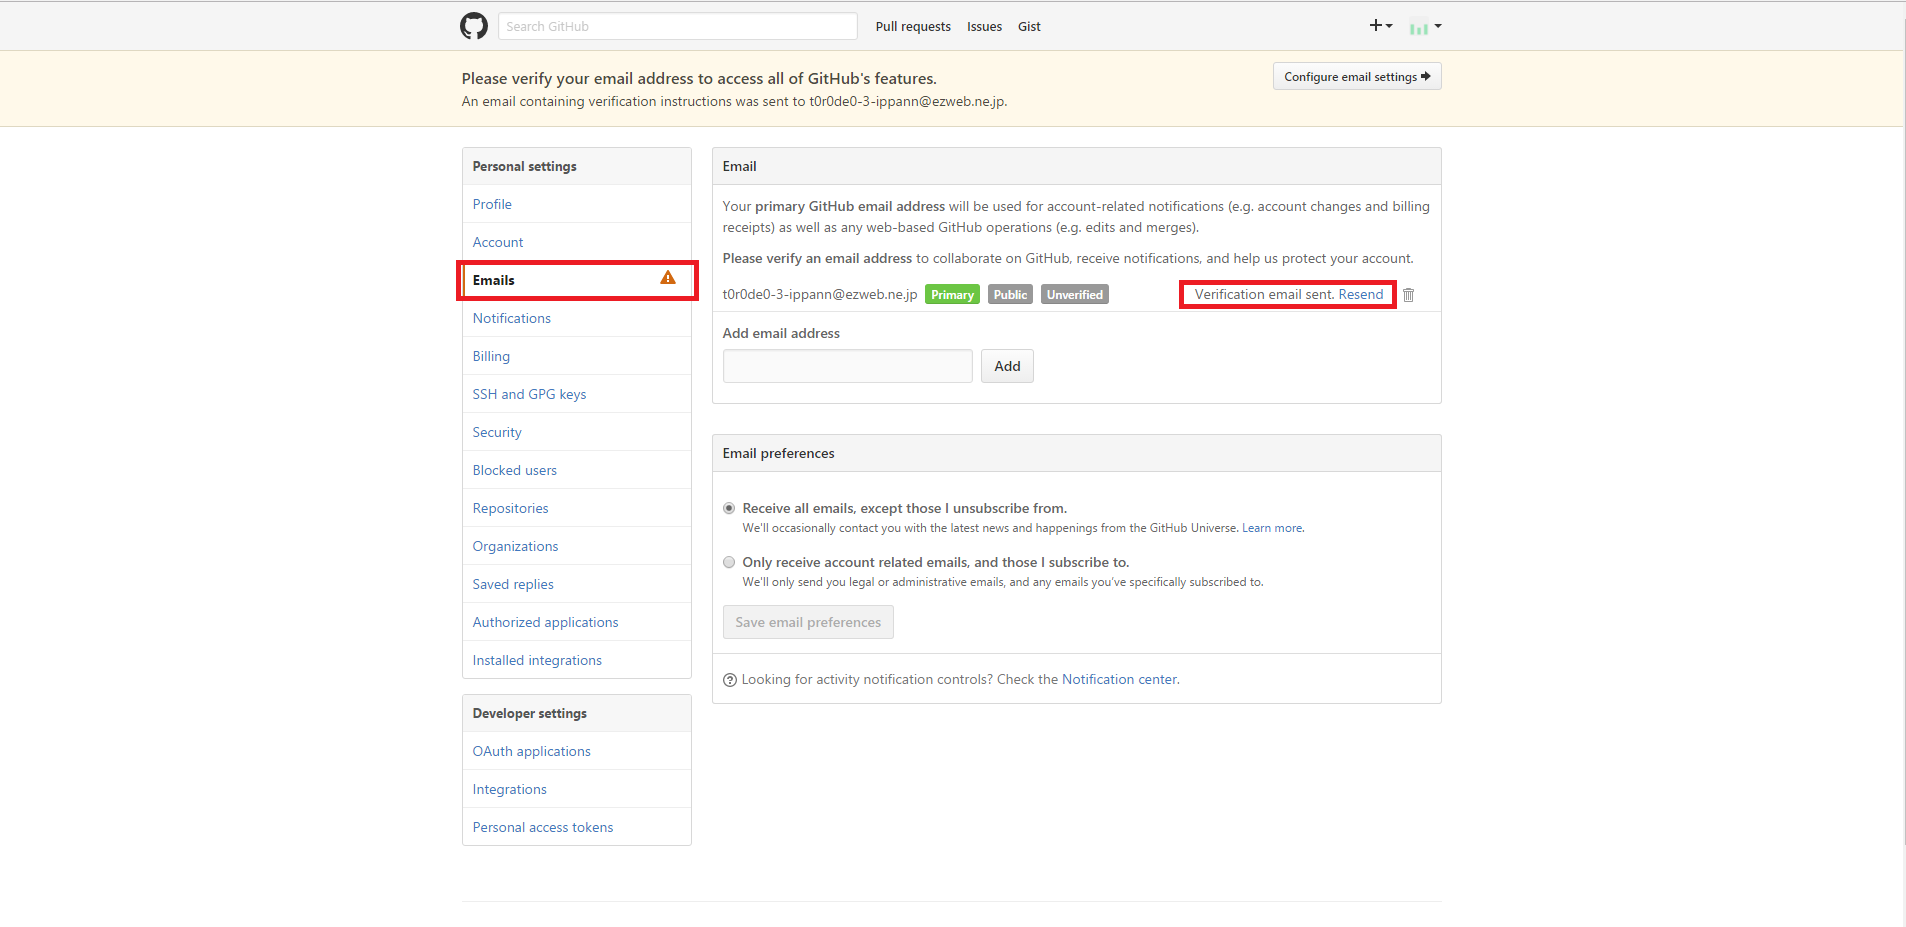 Search GitHub
Pull requests
Issues
Gist
Please verify your email address to access all of GitHub's features.
An email containing verification instructions was sent to t0r0de0-3-ippann@ezweb.ne.jp.
Configure email settings
Personal settings
Profile
Account
Emails
Notifications
Billing
SSH and GPG keys
Security
Blocked users
Repositories
Organizations
Saved replies
Authorized applications
Installed integrations
Developer settings
OAuth applications
Integrations
Personal access tokens
Email
Your primary GitHub email address will be used for account-related notifications (e.g. account changes and billing
receipts) as well as any web-based GitHub operations (e.g. edits and merges).
Please verify an email address to collaborate on GitHub, receive notifications, and help us protect your account.
t0r0de0-3-ippann@ezweb.ne.jp Primary Public Unverified Verification email sent. Resend
Add email address
Add
Email preferences
Receive all emails, except those I unsubscribe from.
We'll occasionally contact you with the latest news and happenings from the GitHub Universe. Learn more.
Only receive account related emails, and those I subscribe to.
We'll only send you legal or administrative emails, and any emails you've specifically subscribed to.
Save email preferences
Looking for activity notification controls? Check the Notification center.